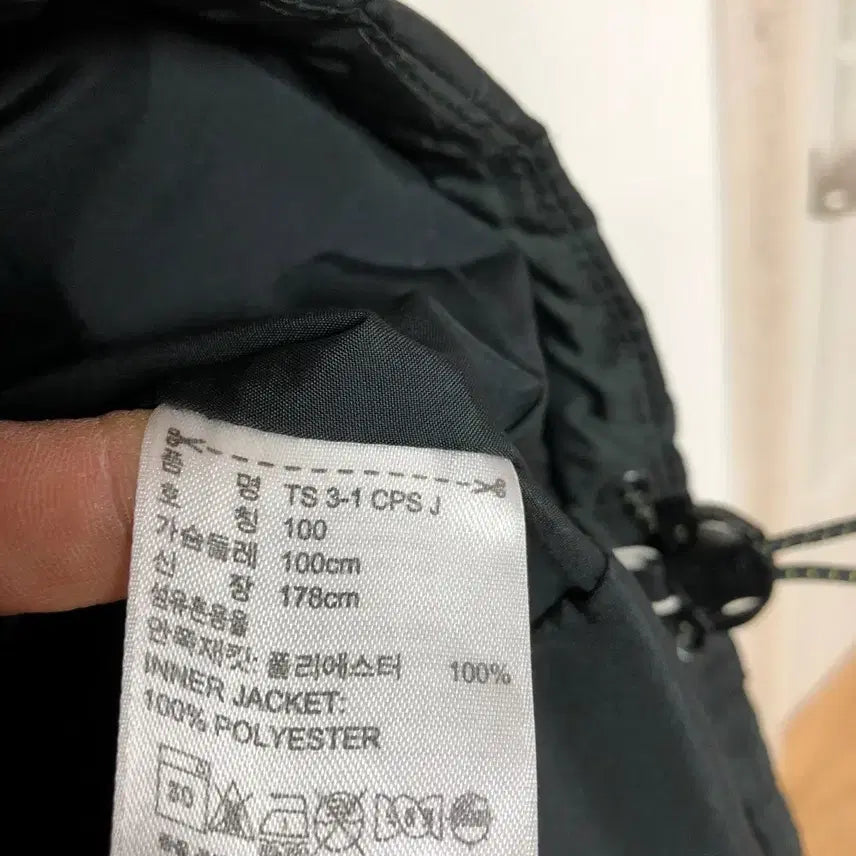 품명 TS 3-1 CPS J
호칭 100
가슴둘레 100cm
신장 178cm
섬유혼용율
안쪽재킷: 폴리에스터 100%
INNER JACKET:
100% POLYESTER
30